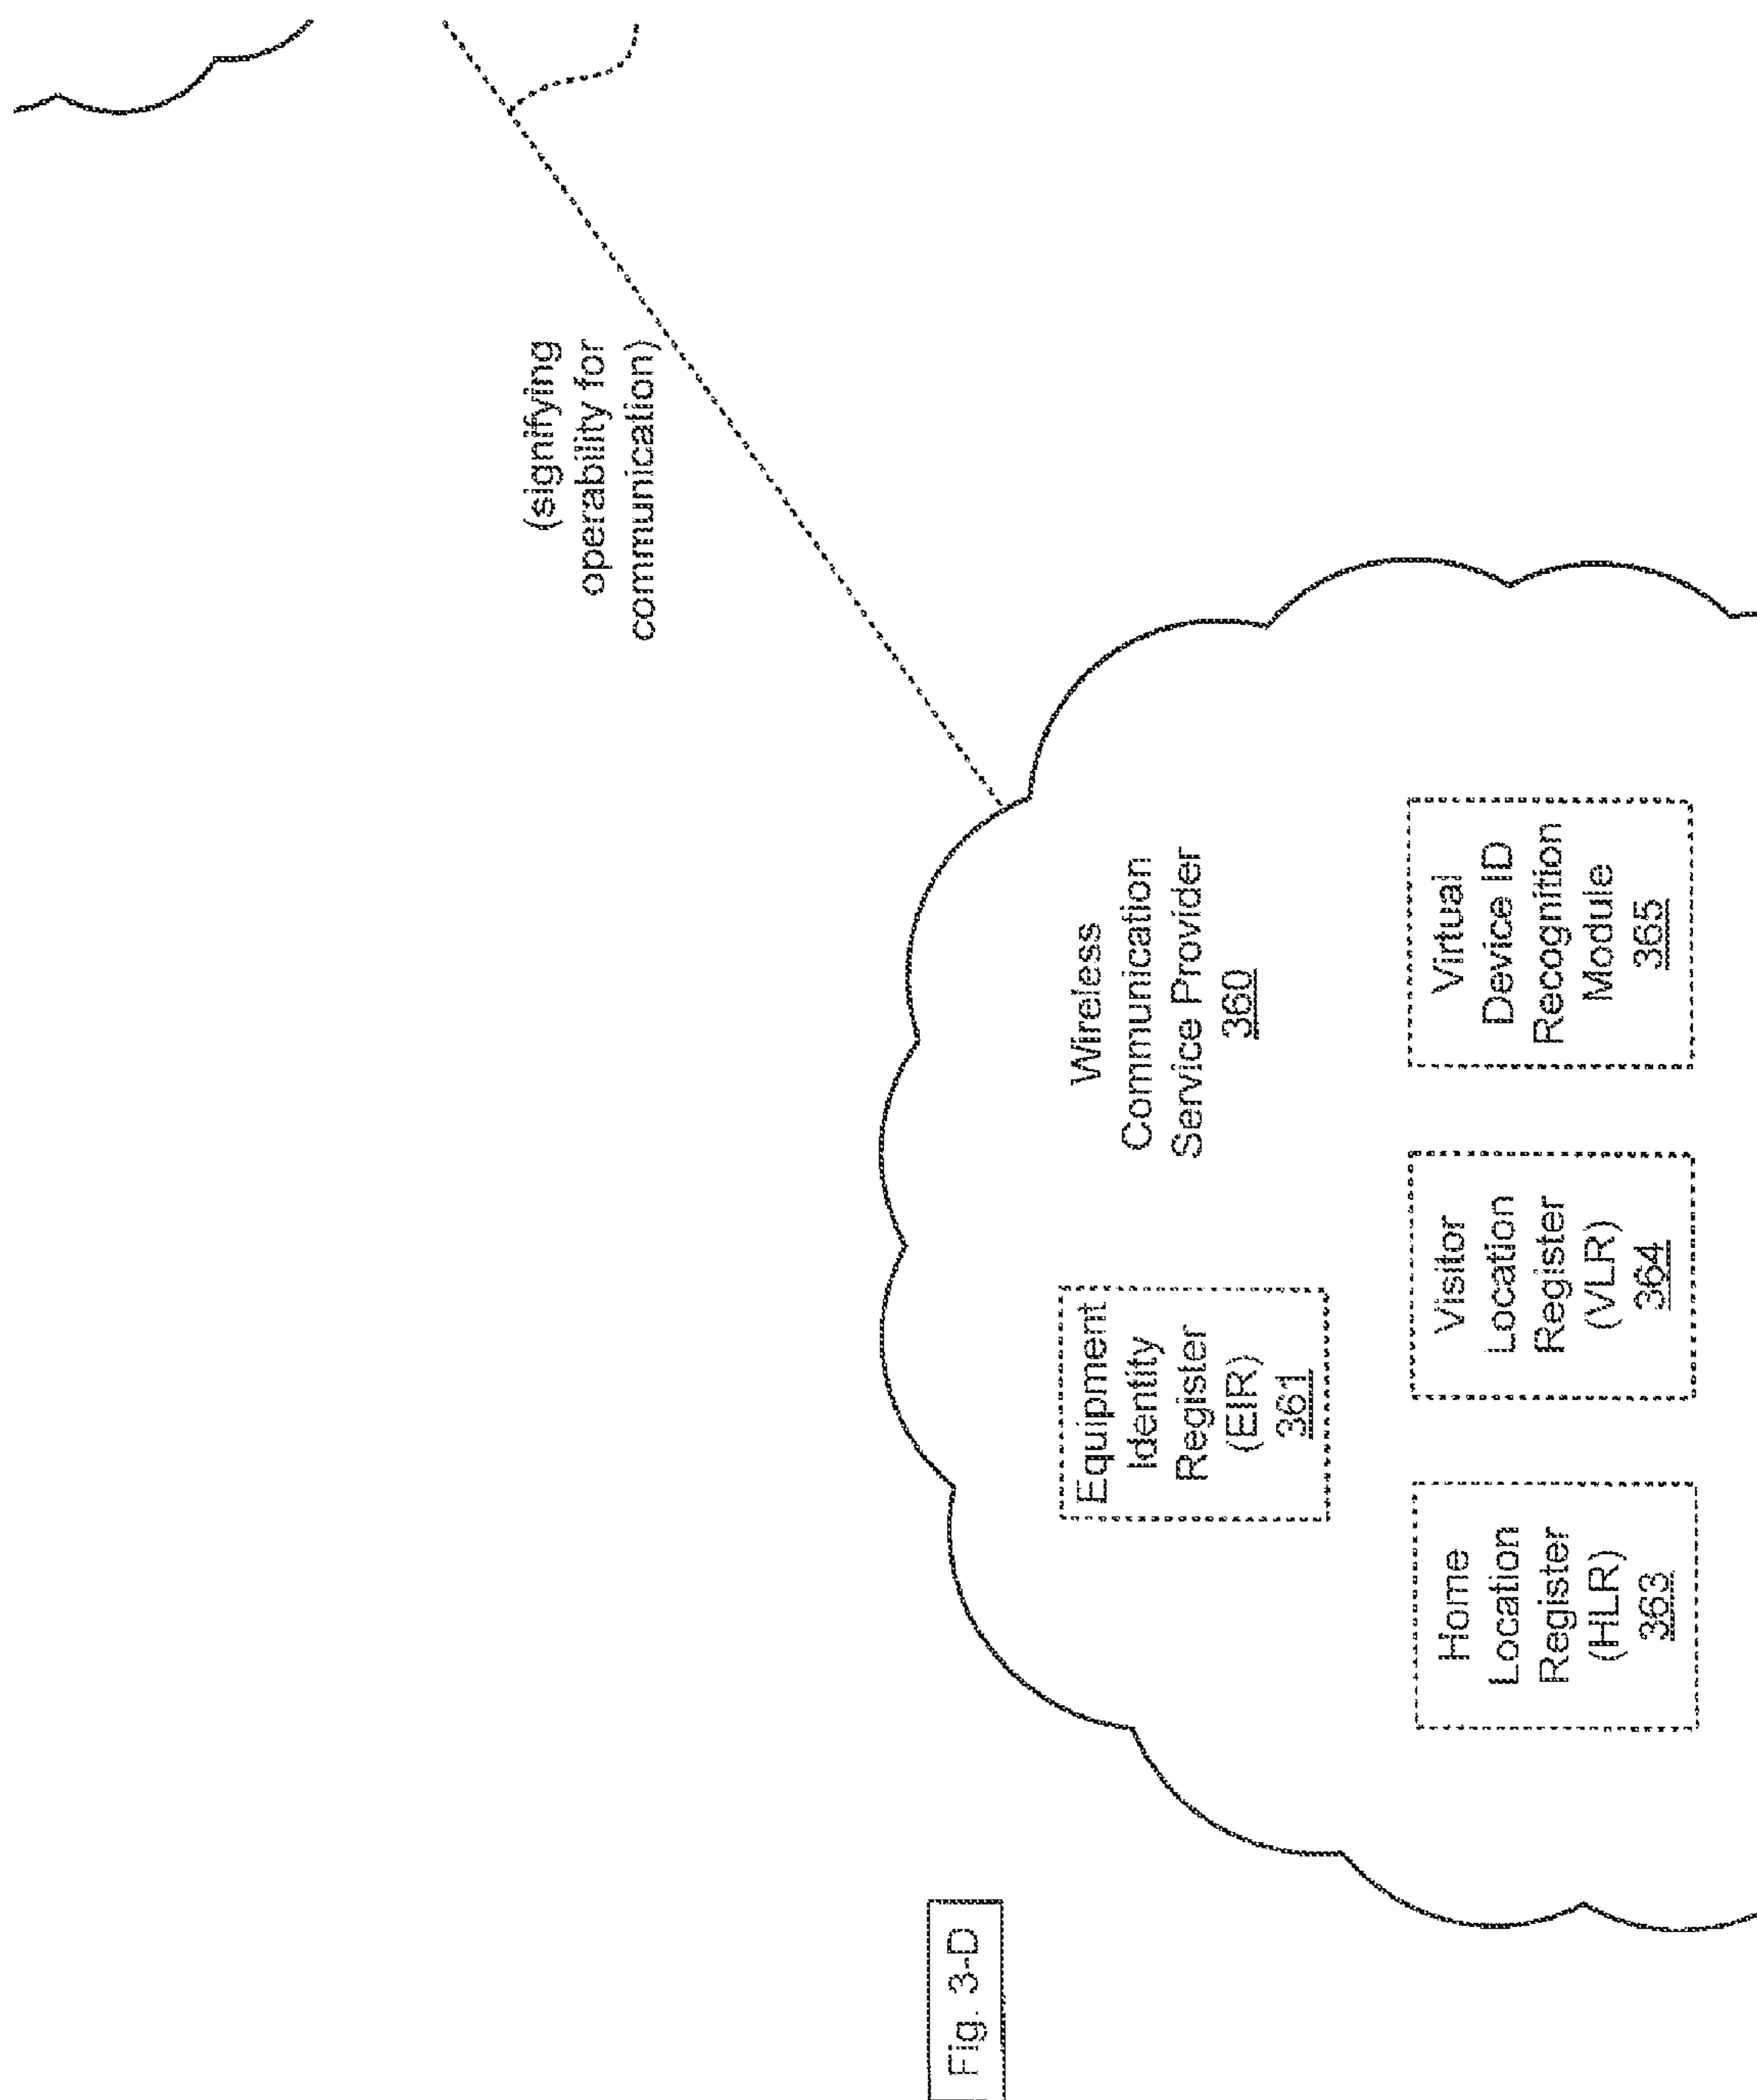 (signifying
operability for
communication)
Wireless
Communication
Service Provider
360
Equipment
Identity
Register
(EIR)
361
Home
Location
Register
(HLR)
363
Visitor
Location
Register
(VLR)
364
Virtual
Device ID
Recognition
Module
365
Fig. 3-D